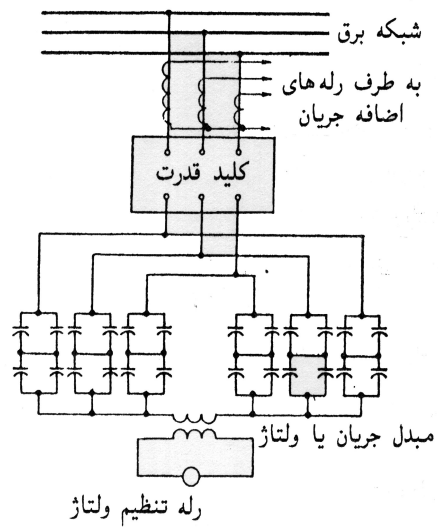 شبکه برق
به طرف رله‌های
اضافه جریان
کلید قدرت
مبدل جریان یا ولتاژ
رله تنظیم ولتاژ